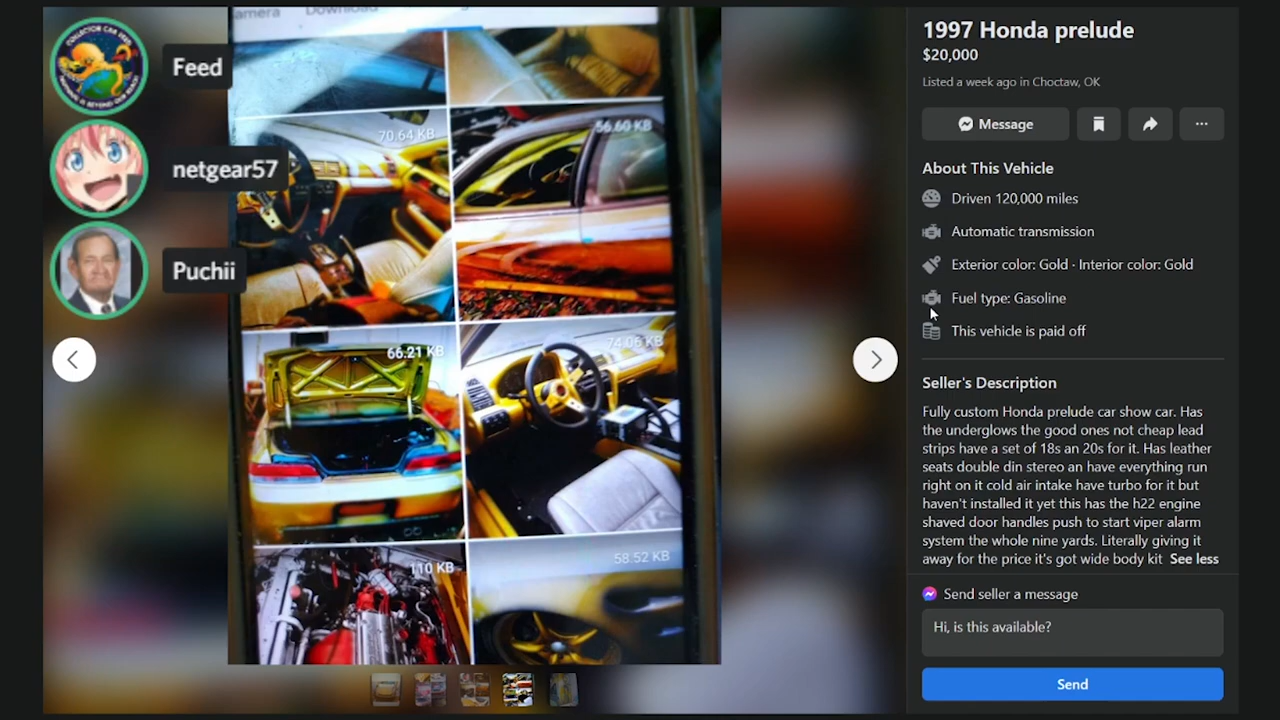 Feed
netgear57
Puchii
COLLECTOR CAR FEED
70.64 KB
56.60 KB
66.21 KB
74.06 KB
110 KB
58.52 KB
1997 Honda prelude
$20,000
Listed a week ago in Choctaw, OK
Message
About This Vehicle
Driven 120,000 miles
Automatic transmission
Exterior color: Gold · Interior color: Gold
Fuel type: Gasoline
This vehicle is paid off
Seller's Description
Fully custom Honda prelude car show car. Has
the underglows the good ones not cheap lead
strips have a set of 18s an 20s for it. Has leather
seats double din stereo an have everything run
right on it cold air intake have turbo for it but
haven't installed it yet this has the h22 engine
shaved door handles push to start viper alarm
system the whole nine yards. Literally giving it
away for the price it's got wide body kit See less
Send seller a message
Hi, is this available?
Send